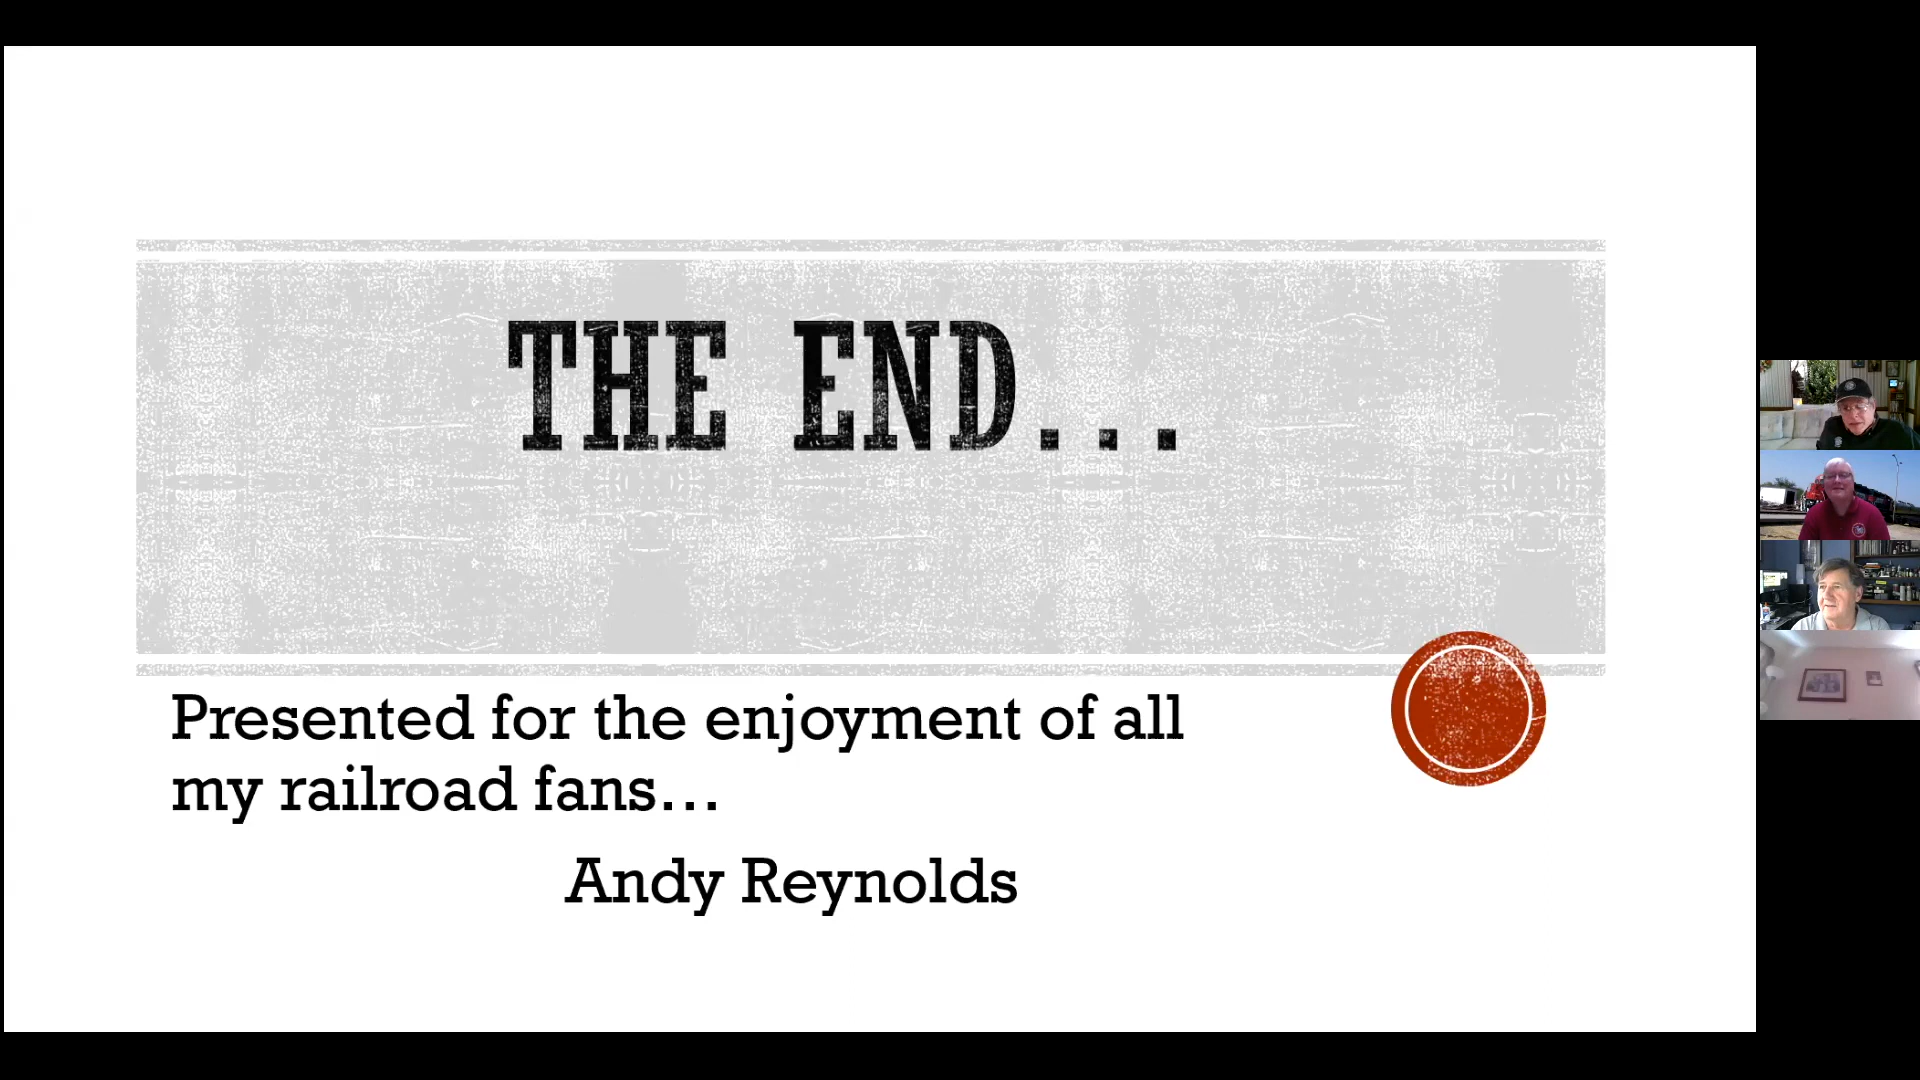 THE END...
Presented for the enjoyment of all
my railroad fans...
Andy Reynolds